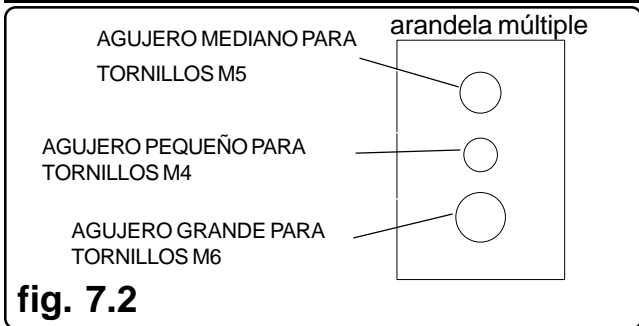 arandela múltiple
AGUJERO MEDIANO PARA
TORNILLOS M5
AGUJERO PEQUEÑO PARA
TORNILLOS M4
AGUJERO GRANDE PARA
TORNILLOS M6
fig. 7.2